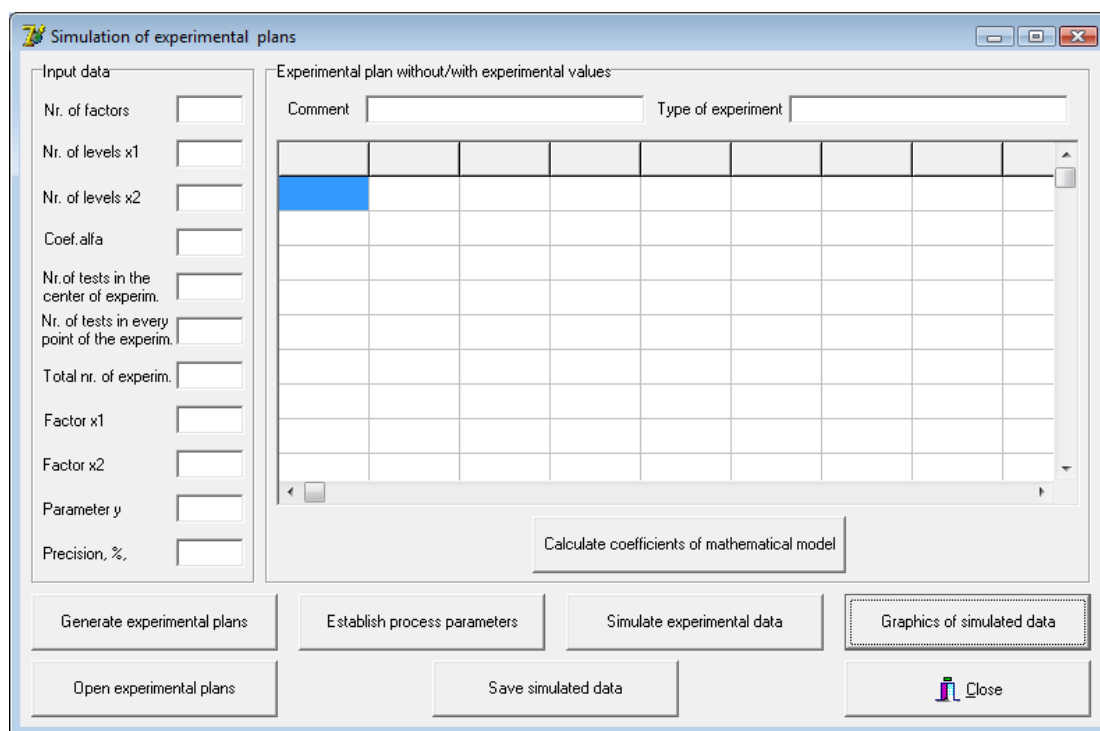 Simulation of experimental plans
Input data
Nr. of factors
Nr. of levels x1
Nr. of levels x2
Coef.alfa
Nr.of tests in the
center of experim.
Nr. of tests in every
point of the experim.
Total nr. of experim.
Factor x1
Factor x2
Parameter y
Precision, %,
Experimental plan without/with experimental values
Comment
Type of experiment
Calculate coefficients of mathematical model
Generate experimental plans
Establish process parameters
Simulate experimental data
Graphics of simulated data
Open experimental plans
Save simulated data
Close